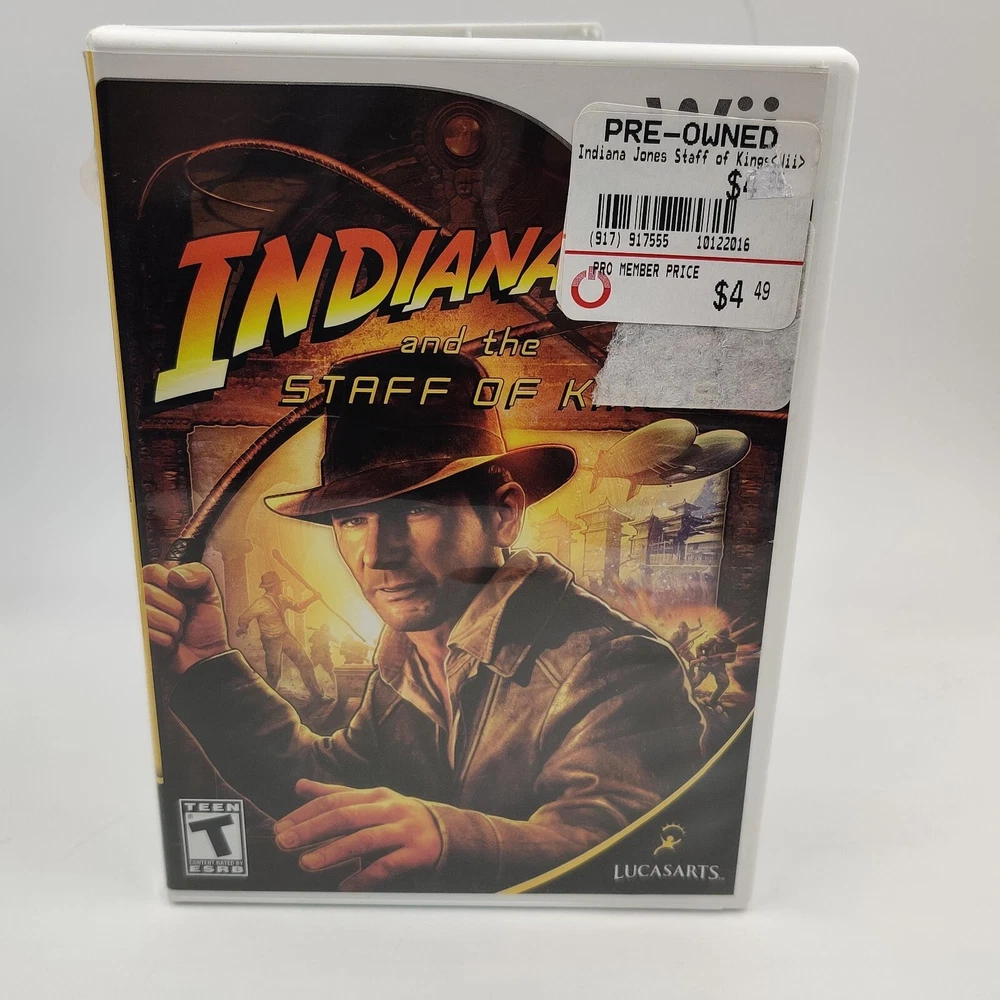 Wii
PRE-OWNED
Indiana Jones Staff of Kings<Wii>
$4
(917) 917555 10122016
PRO MEMBER PRICE
$4 49
INDIANA
and the
STAFF OF
TEEN
T
CONTENT RATED BY
ESRB
LUCASARTS